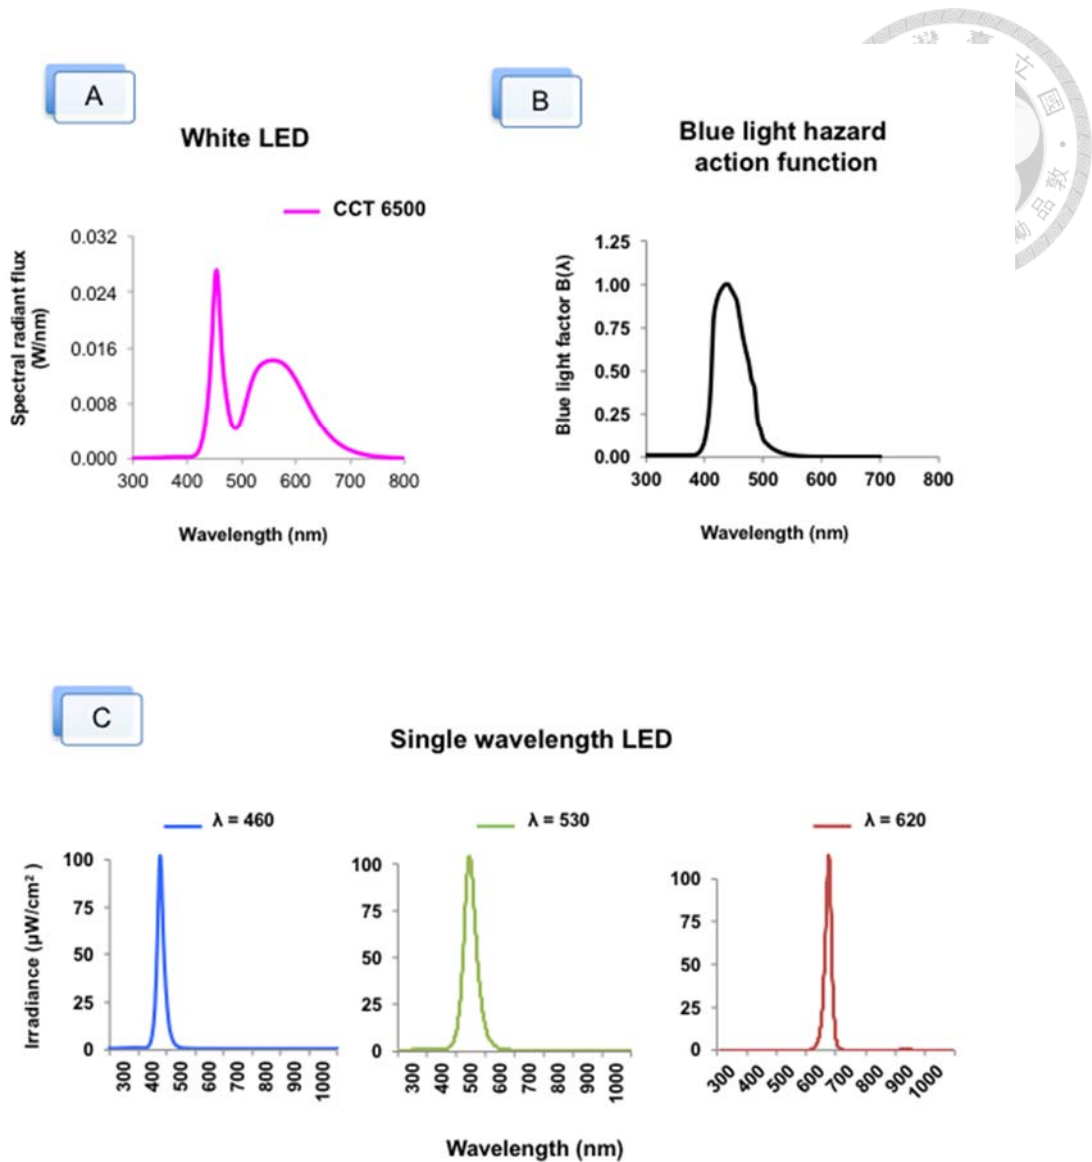 A
White LED
CCT 6500
Spectral radiant flux
(W/nm)
0.032
0.024
0.016
0.008
0.000
300 400 500 600 700 800
Wavelength (nm)
B
Blue light hazard
action function
Blue light factor B(λ)
1.25
1.00
0.75
0.50
0.25
0.00
300 400 500 600 700 800
Wavelength (nm)
立
國
敦
品
勵
C
Single wavelength LED
λ = 460
Irradiance (µW/cm² )
100
75
50
25
0
300 400 500 600 700 800 900 1000
λ = 530
100
75
50
25
0
300 400 500 600 700 800 900 1000
λ = 620
100
75
50
25
0
300 400 500 600 700 800 900 1000
Wavelength (nm)